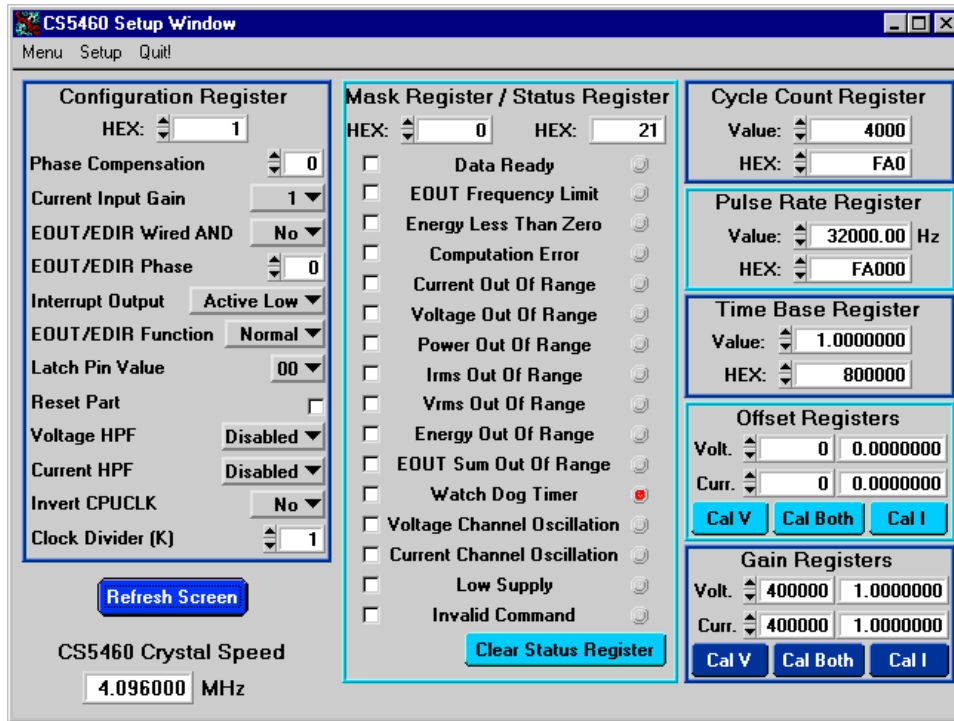 CS5460 Setup Window
Menu Setup Quit!
Configuration Register
HEX: 1
Phase Compensation 0
Current Input Gain 1
EOUT/EDIR Wired AND No
EOUT/EDIR Phase 0
Interrupt Output Active Low
EOUT/EDIR Function Normal
Latch Pin Value 00
Reset Part
Voltage HPF Disabled
Current HPF Disabled
Invert CPUCLK No
Clock Divider (K) 1
Refresh Screen
CS5460 Crystal Speed
4.096000 MHz
Mask Register / Status Register
HEX: 0 HEX: 21
Data Ready
EOUT Frequency Limit
Energy Less Than Zero
Computation Error
Current Out Of Range
Voltage Out Of Range
Power Out Of Range
Irms Out Of Range
Vrms Out Of Range
Energy Out Of Range
EOUT Sum Out Of Range
Watch Dog Timer
Voltage Channel Oscillation
Current Channel Oscillation
Low Supply
Invalid Command
Clear Status Register
Cycle Count Register
Value: 4000
HEX: FA0
Pulse Rate Register
Value: 32000.00 Hz
HEX: FA000
Time Base Register
Value: 1.0000000
HEX: 800000
Offset Registers
Volt. 0 0.0000000
Curr. 0 0.0000000
Cal V Cal Both Cal I
Gain Registers
Volt. 400000 1.0000000
Curr. 400000 1.0000000
Cal V Cal Both Cal I